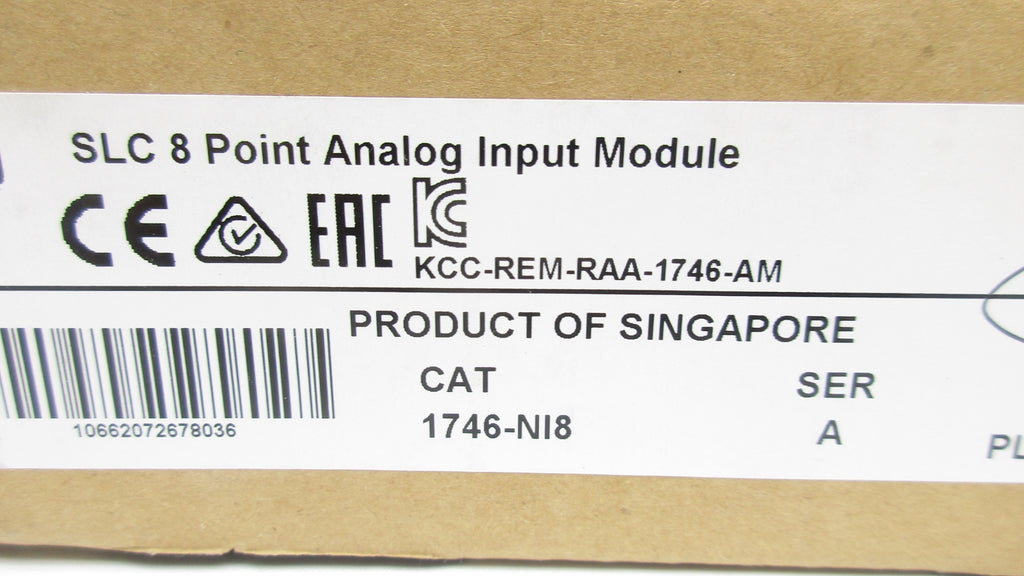 SLC 8 Point Analog Input Module
CE EAC KC
KCC-REM-RAA-1746-AM
PRODUCT OF SINGAPORE
CAT SER
10662072678036 1746-NI8 A